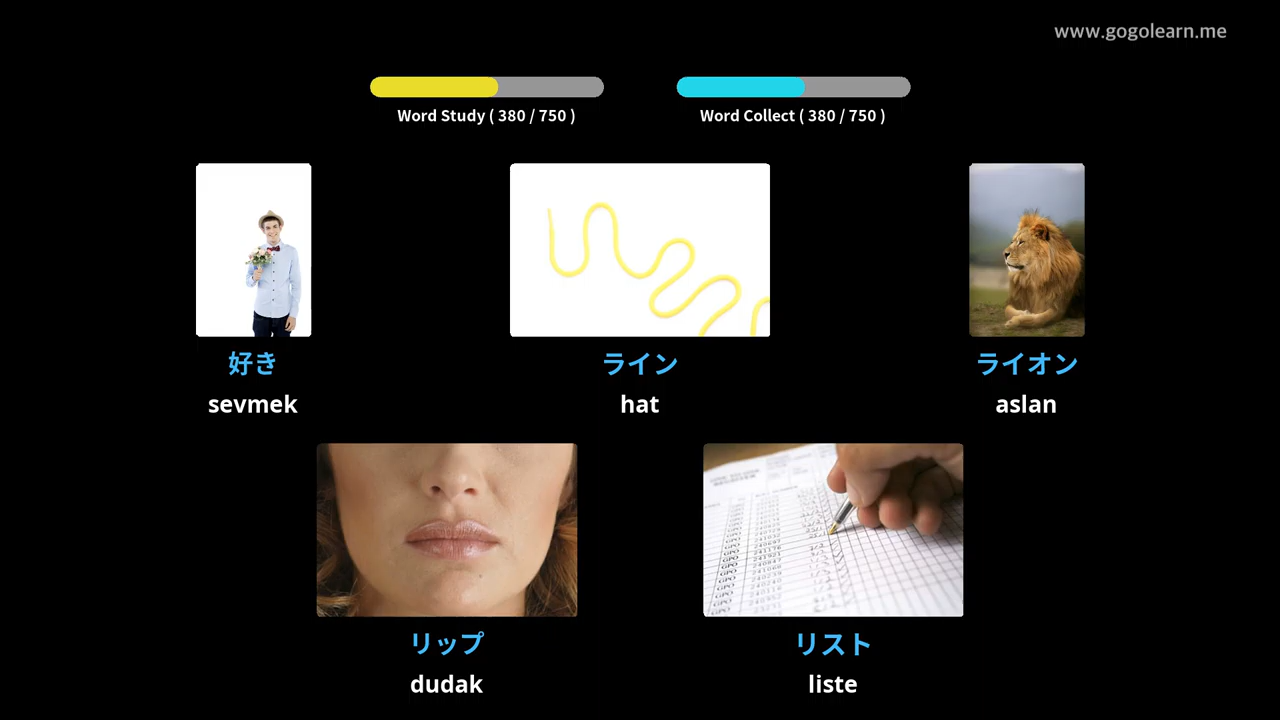 www.gogolearn.me
Word Study ( 380 / 750 )
Word Collect ( 380 / 750 )
好き
sevmek
ライン
hat
ライオン
aslan
リップ
dudak
リスト
liste